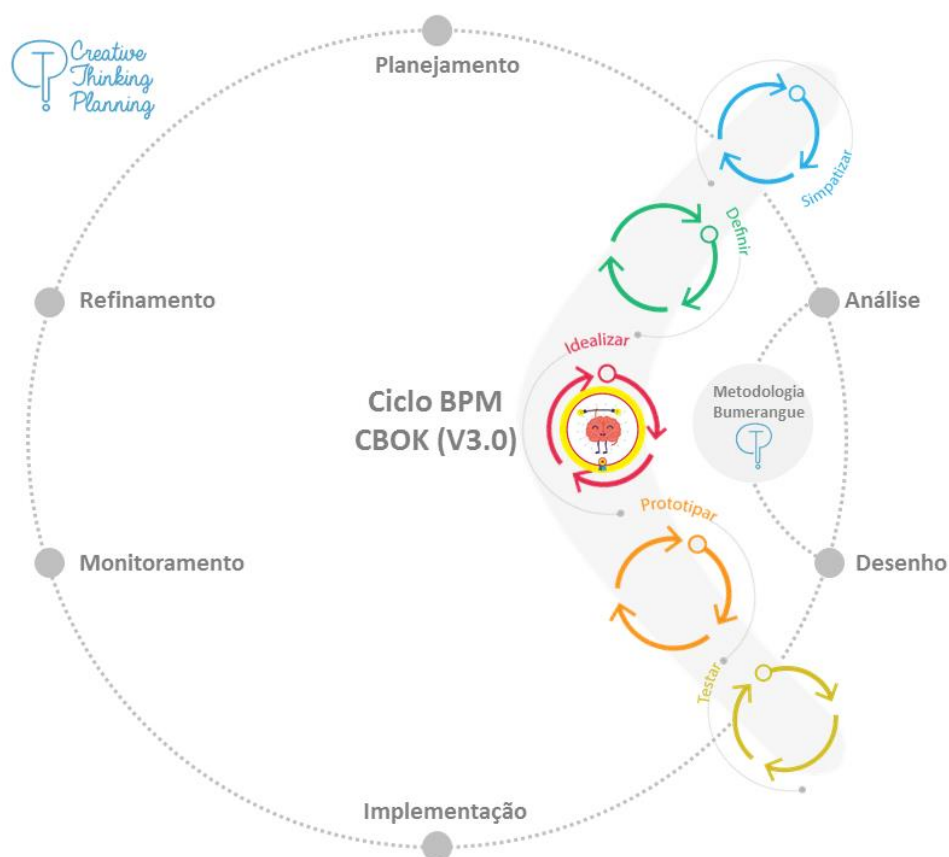 Creative
Thinking
Planning
Planejamento
Simpatizar
Definir
Refinamento
Análise
Idealizar
Ciclo BPM
CBOK (V3.0)
Metodologia
Bumerangue
Prototipar
Monitoramento
Desenho
Testar
Implementação